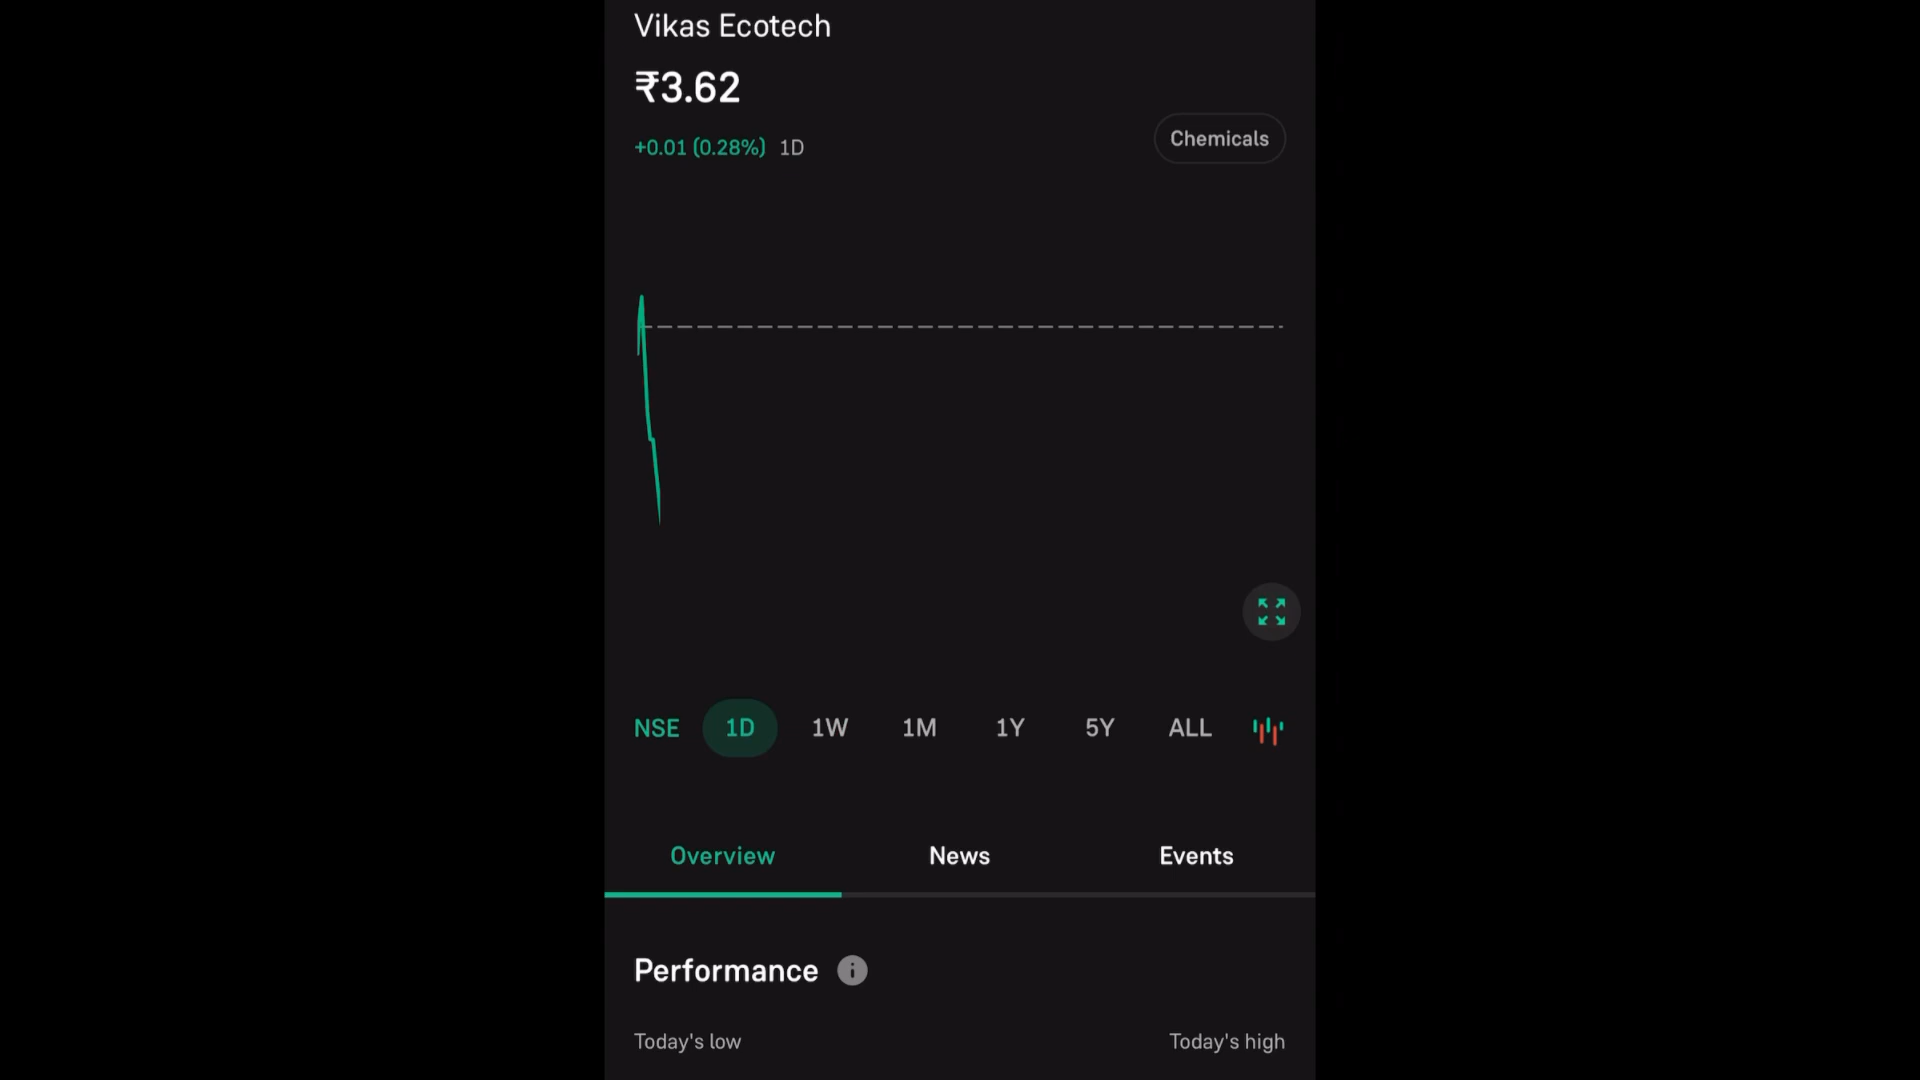 Vikas Ecotech
₹3.62
+0.01 (0.28%) 1D
Chemicals
NSE 1D 1W 1M 1Y 5Y ALL
Overview News Events
Performance
Today's low Today's high